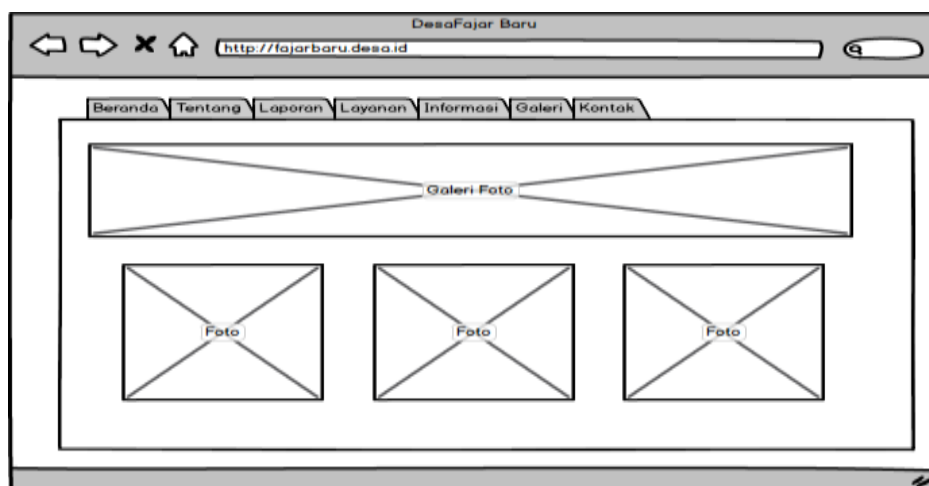 DesaFajar Baru
http://fajarbaru.desa.id
Beranda Tentang Laporan Layanan Informasi Galeri Kontak
Galeri Foto
Foto Foto Foto